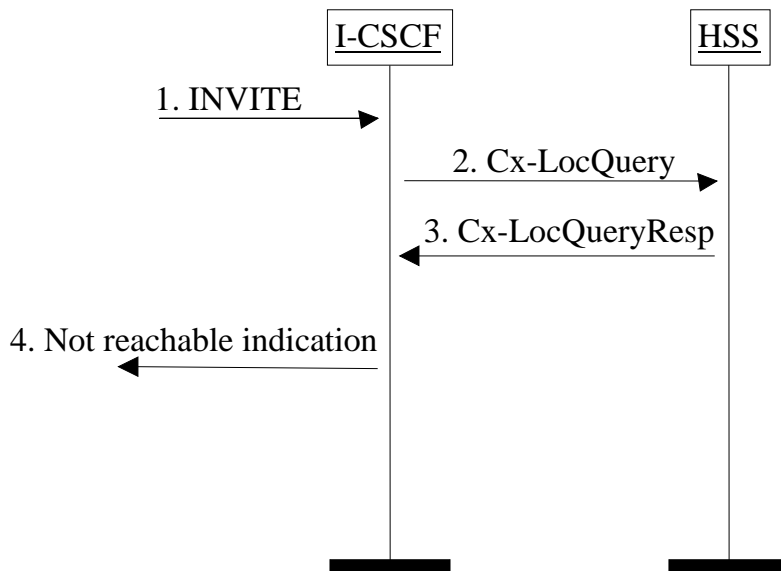 I-CSCF
HSS
1. INVITE
2. Cx-LocQuery
3. Cx-LocQueryResp
4. Not reachable indication